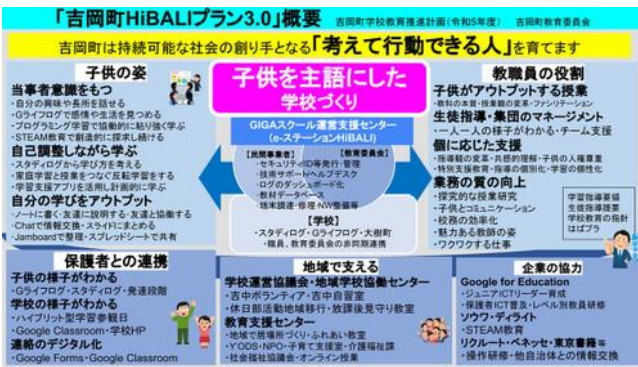 「吉岡町HiBALIプラン3.0」概要
吉岡町学校教育推進計画(令和5年度)
吉岡町教育委員会
吉岡町は持続可能な社会の創り手となる「考えて行動できる人」を育てます
子供の姿
当事者意識をもつ
・自分の興味や長所を話せる
・Gライフログで感情や生活を見つめる
・プログラミング学習で協働的に粘り強く学ぶ
・STEAM教育で創造的に探求し続ける
自己調整しながら学ぶ
・スタディログから学び方を考える
・家庭学習と授業をつなぐ反転学習をする
・学習支援アプリを活用し計画的に学ぶ
自分の学びをアウトプット
・ノートに書く・友達に説明する・友達と協働する
・Chatで情報交換・スライドにまとめる
・Jamboardで整理・スプレッドシートで共有
子供を主語にした
学校づくり
GIGAスクール運営支援センター
(e-ステーションHiBALI)
【民間事業者】
【教育委員会】
・セキュリティID等発行・管理
・技術サポートヘルプデスク
・ログのダッシュボード化
・教材データベース
・端末調達・修理・NW整備等
【学校】
・スタディログ・Gライフログ・大樹町
・職員、教育委員会の非同期連携
教職員の役割
子供がアウトプットする授業
・教科の本質・授業観の変革・ファシリテーション
生徒指導・集団のマネージメント
・一人一人の様子がわかる・チーム支援
個に応じた支援
・指導観の変革・共感的理解・子供の人権尊重
・特別支援教育・指導の個別化・学習の個性化
業務の質の向上
・探究的な授業研究
・子供とコミュニケーション
・校務の効率化
・魅力ある教師の姿
・ワクワクする仕事
学習指導要領
生徒指導提要
学校教育の指針
はばプラ
保護者との連携
子供の様子がわかる
・Gライフログ・スタディログ・発達段階
学校の様子がわかる
・ハイブリット型学習参観日
・Google Classroom・学校HP
連絡のデジタル化
・Google Forms・Google Classroom
地域で支える
学校運営協議会・地域学校協働センター
・吉中ボランティア・吉中自習室
・休日部活動地域移行・放課後見守り教室
教育支援センター
・地域で居場所づくり・ふれあい教室
・Y'ODS・NPO・子育て支援室・介護福祉課
・社会福祉協議会・オンライン授業
企業の協力
Google for Education
・ジュニアICTリーダー育成
・保護者ICT普及・レベル別教員研修
ソウワ・ディライト
・STEAM教育
リクルート・ベネッセ・東京書籍等
・操作研修・他自治体との情報交換